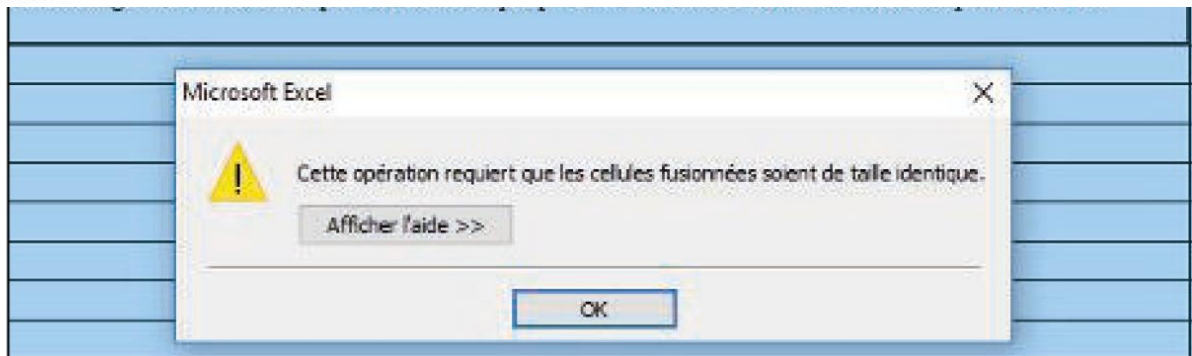 Microsoft Excel
Cette opération requiert que les cellules fusionnées soient de taille identique.
Afficher l'aide >>
OK